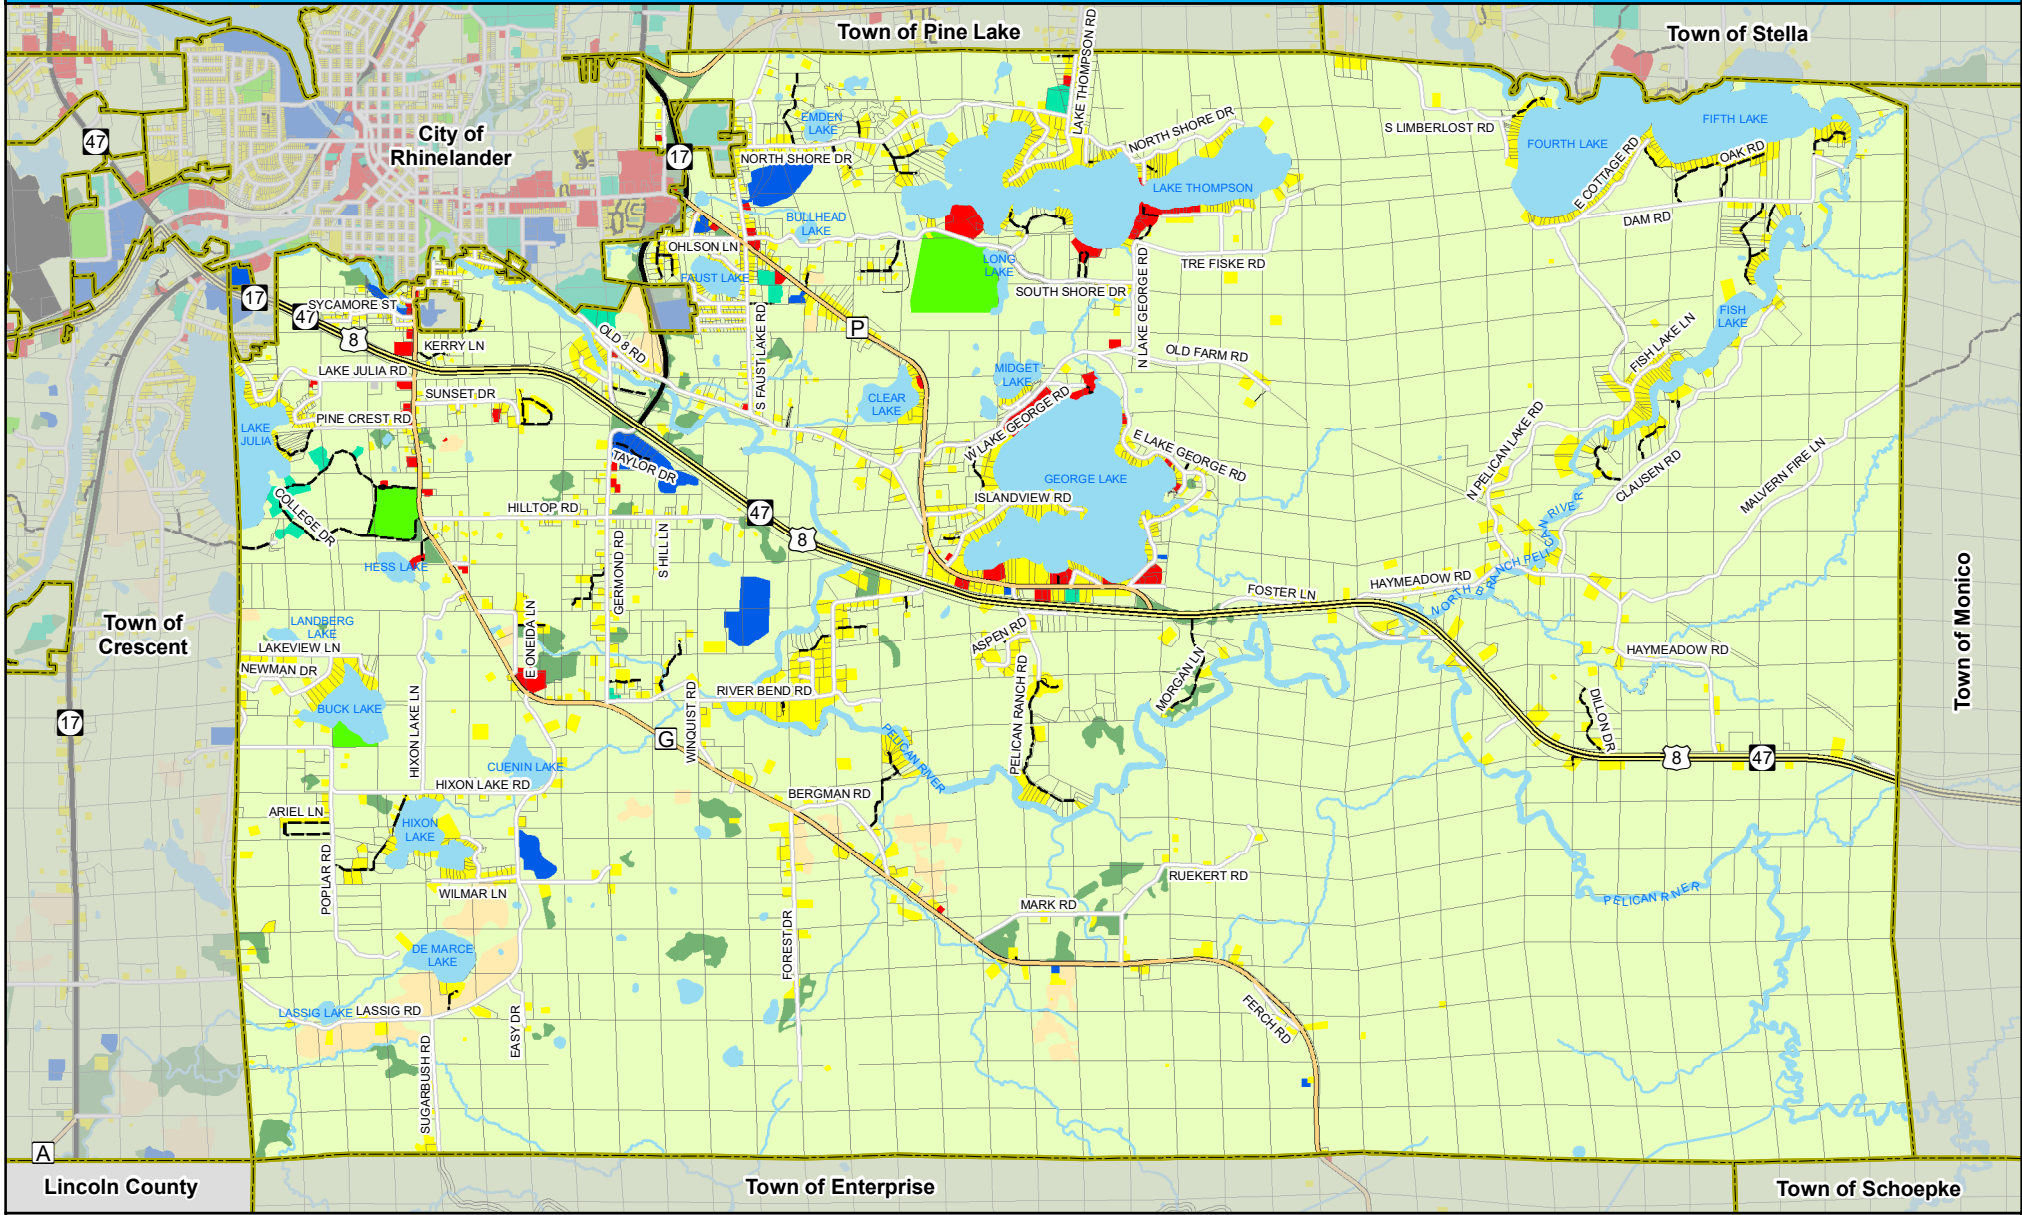 Town of Pine Lake
Town of Stella
LAKE THOMPSON RD
City of
Rhinelander
47
17
EMDEN
LAKE
NORTH SHORE DR
NORTH SHORE DR
S LIMBERLOST RD
FOURTH LAKE
FIFTH LAKE
E COTTAGE RD
OAK RD
DAM RD
LAKE THOMPSON
BULLHEAD
LAKE
OHLSON LN
FAUST LAKE
LONG
LAKE
SOUTH SHORE DR
TRE FISKE RD
N LAKE GEORGE RD
17
47
8
SYCAMORE ST
KERRY LN
OLD 8 RD
S FAUST LAKE RD
P
FISH
LAKE
FISH LAKE LN
OLD FARM RD
LAKE JULIA RD
SUNSET DR
PINE CREST RD
LAKE
JULIA
MIDGET
LAKE
CLEAR
LAKE
W LAKE GEORGE RD
E LAKE GEORGE RD
GEORGE LAKE
ISLANDVIEW RD
N PELICAN LAKE RD
CLAUSEN RD
MALVERN FIRE LN
TAYLOR DR
COLLEGE DR
HILLTOP RD
47
8
GERMOND RD
S HILL LN
HESS LAKE
NORTH BRANCH PELICAN RIVER
FOSTER LN
HAYMEADOW RD
HAYMEADOW RD
Town of
Crescent
Town of Monico
LANDBERG
LAKE
LAKEVIEW LN
NEWMAN DR
E ONEIDA LN
BUCK LAKE
HIXON LAKE LN
17
G
WINQUIST RD
RIVER BEND RD
ASPEN RD
PELICAN RANCH RD
MORGAN LN
PELICAN RIVER
DILLON DR
8
47
CUENIN LAKE
HIXON LAKE RD
BERGMAN RD
ARIEL LN
HIXON
LAKE
POPLAR RD
WILMAR LN
FOREST DR
RUEKERT RD
MARK RD
PELICAN RIVER
DE MARCE
LAKE
LASSIG LAKE
LASSIG RD
EASY DR
SUGARBUSH RD
FERCH RD
A
Lincoln County
Town of Enterprise
Town of Schoepke